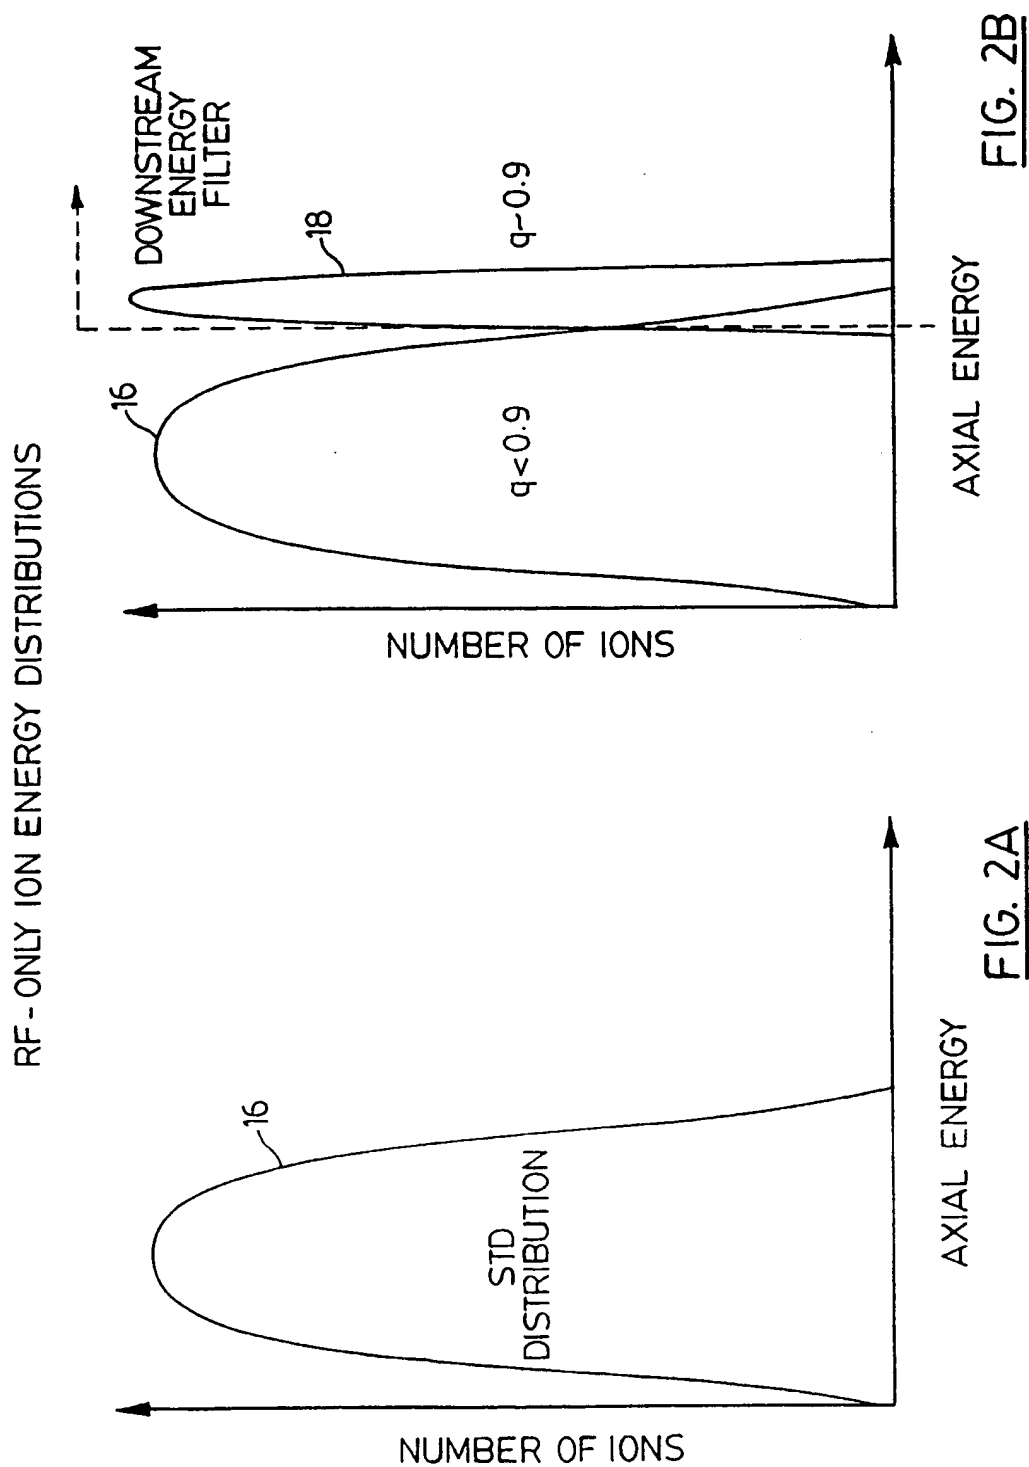 RF-ONLY ION ENERGY DISTRIBUTIONS
NUMBER OF IONS
16
STD
DISTRIBUTION
AXIAL ENERGY
FIG. 2A
NUMBER OF IONS
16
q<0.9
18
q~0.9
DOWNSTREAM
ENERGY
FILTER
AXIAL ENERGY
FIG. 2B